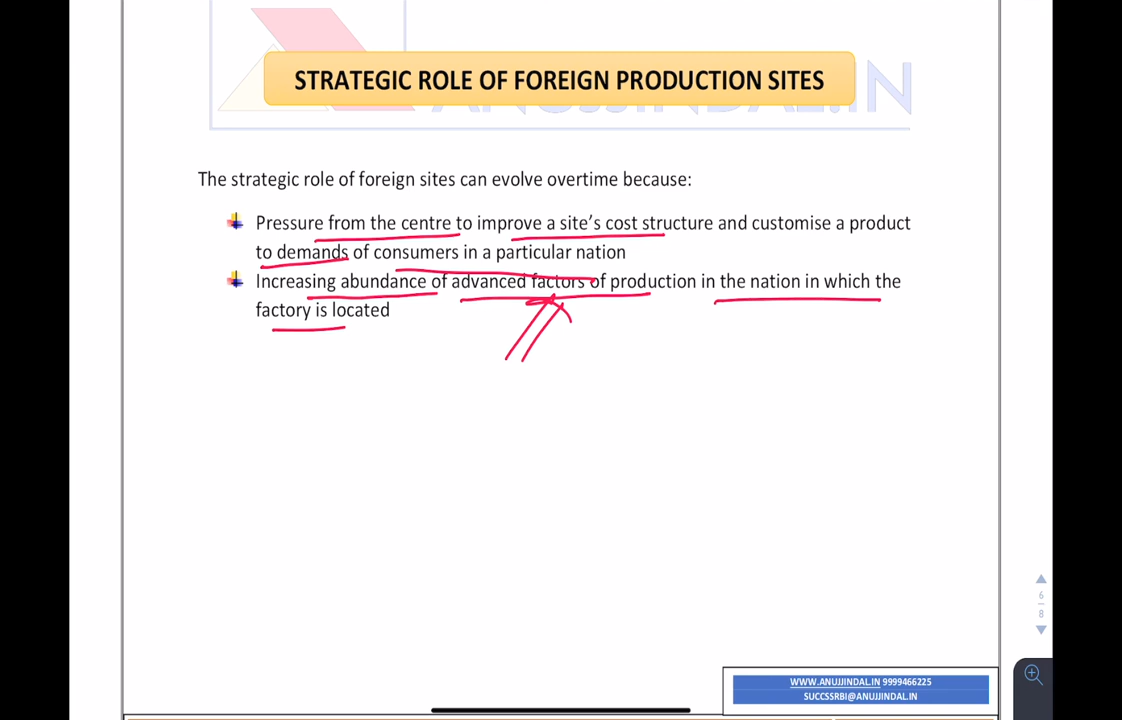 STRATEGIC ROLE OF FOREIGN PRODUCTION SITES
The strategic role of foreign sites can evolve overtime because:
Pressure from the centre to improve a site's cost structure and customise a product
to demands of consumers in a particular nation
Increasing abundance of advanced factors of production in the nation in which the
factory is located
6
8
WWW.ANUJJINDAL.IN 9999466225
SUCCSSRBI@ANUJJINDAL.IN